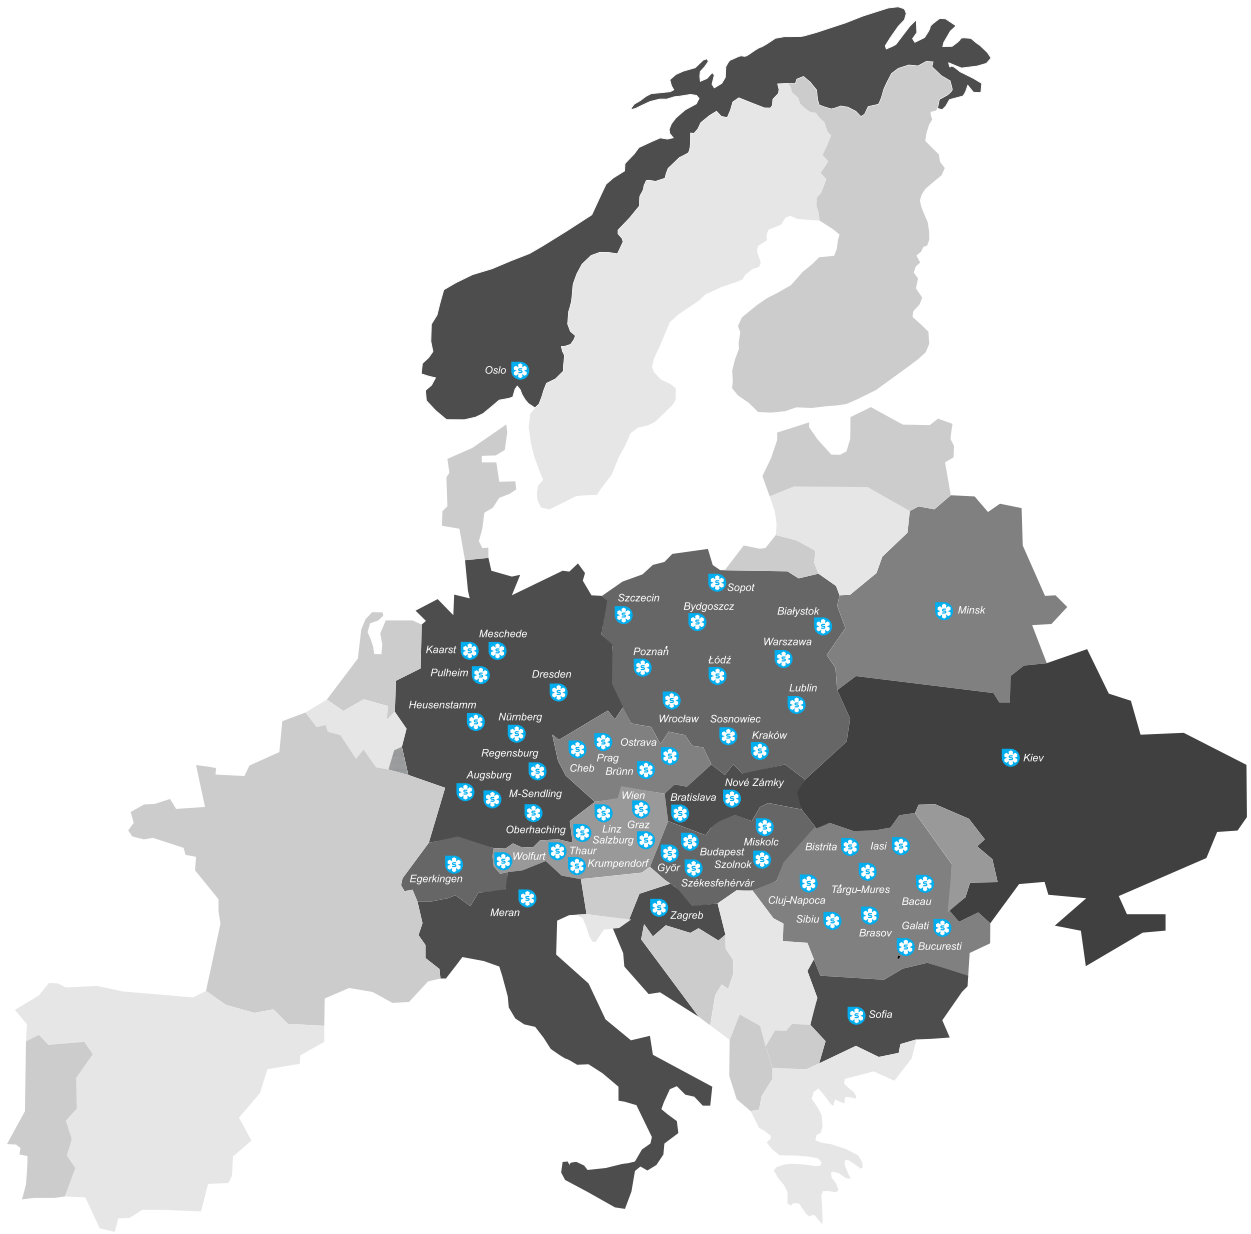 Oslo
Sopot
Szczecin
Bydgoszcz
Białystok
Minsk
Meschede
Kaarst
Warszawa
Poznań
Łódź
Pulheim
Dresden
Lublin
Heusenstamm
Nürnberg
Wrocław
Sosnowiec
Kraków
Regensburg
Ostrava
Prag
Cheb
Brünn
Kiev
Augsburg
M-Sendling
Nové Zámky
Wien
Bratislava
Oberhaching
Linz
Graz
Salzburg
Miskolc
Bistrita
Iasi
Thaur
Wolfurt
Krumpendorf
Budapest
Győr
Szolnok
Egerkingen
Székesfehérvár
Târgu-Mures
Cluj-Napoca
Bacau
Meran
Zagreb
Sibiu
Brasov
Galati
Bucuresti
Sofia